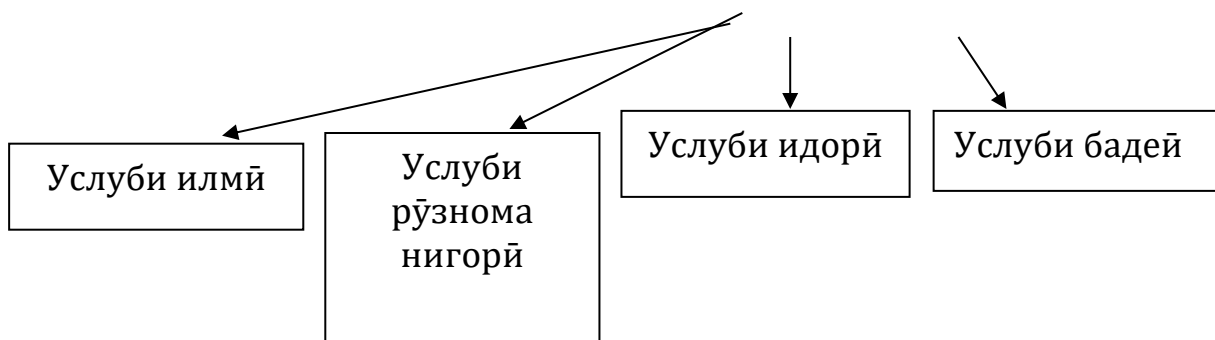 Услуби илмӣ
Услуби
рӯзнома
нигорӣ
Услуби идорӣ
Услуби бадеӣ